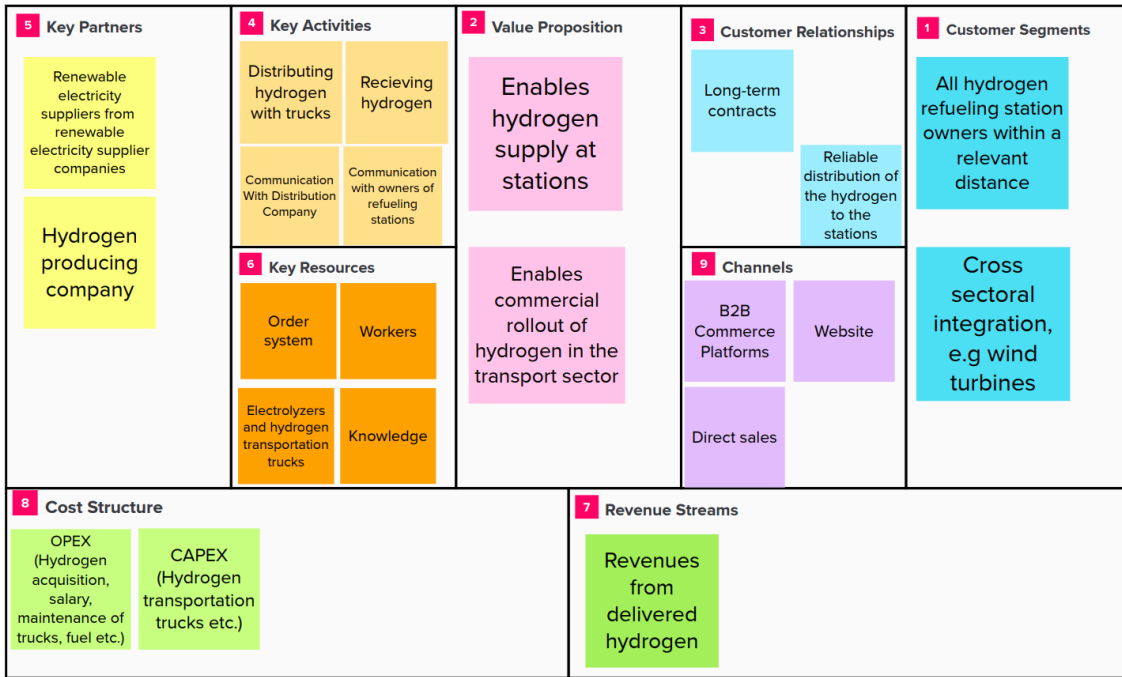 5 Key Partners
Renewable
electricity
suppliers from
renewable
electricity supplier
companies
Hydrogen
producing
company
4 Key Activities
Distributing
hydrogen
with trucks
Recieving
hydrogen
Communication
With Distribution
Company
Communication
with owners of
refueling
stations
6 Key Resources
Order
system
Workers
Electrolyzers
and hydrogen
transportation
trucks
Knowledge
2 Value Proposition
Enables
hydrogen
supply at
stations
Enables
commercial
rollout of
hydrogen in the
transport sector
3 Customer Relationships
Long-term
contracts
Reliable
distribution of
the hydrogen to
the stations
9 Channels
B2B
Commerce
Platforms
Website
Direct sales
1 Customer Segments
All hydrogen
refueling station
owners within a
relevant
distance
Cross
sectoral
integration,
e.g wind
turbines
8 Cost Structure
OPEX
(Hydrogen
acquisition,
salary,
maintenance of
trucks, fuel etc.)
CAPEX
(Hydrogen
transportation
trucks etc.)
7 Revenue Streams
Revenues
from
delivered
hydrogen